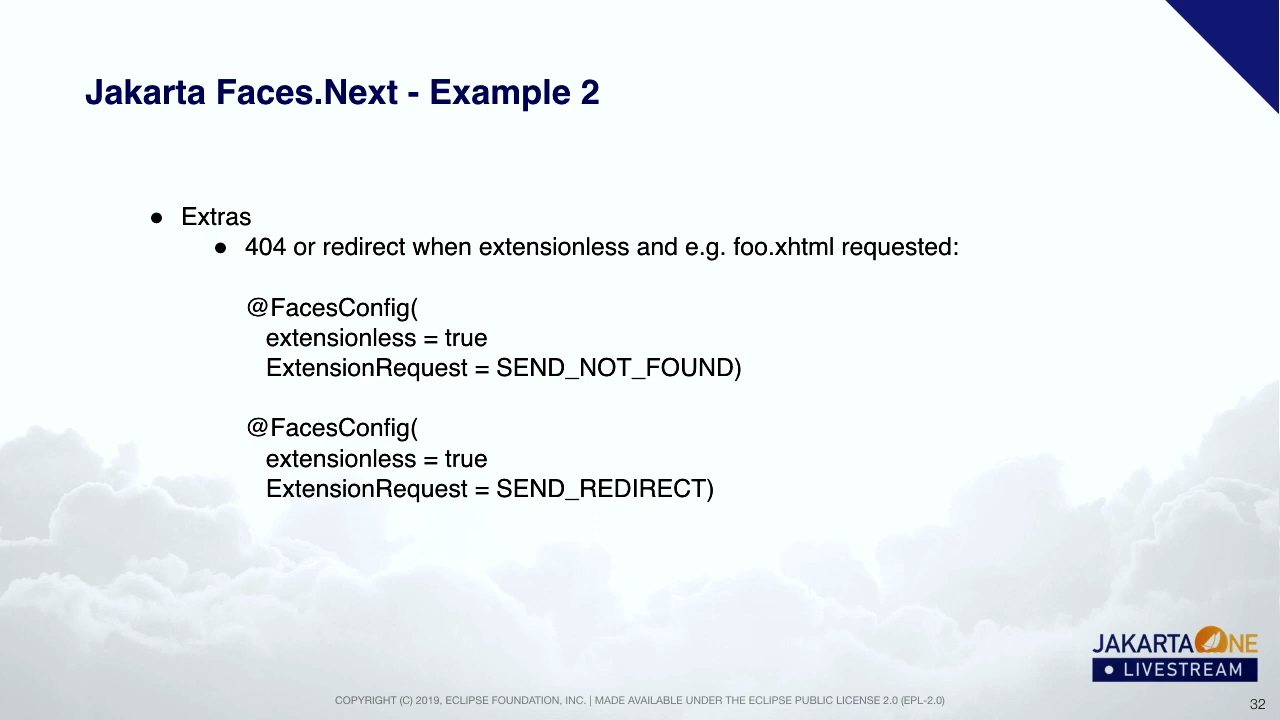 Jakarta Faces.Next - Example 2
● Extras
● 404 or redirect when extensionless and e.g. foo.xhtml requested:
@FacesConfig(
extensionless = true
ExtensionRequest = SEND_NOT_FOUND)
@FacesConfig(
extensionless = true
ExtensionRequest = SEND_REDIRECT)
JAKARTA ONE
● LIVESTREAM
COPYRIGHT (C) 2019, ECLIPSE FOUNDATION, INC. | MADE AVAILABLE UNDER THE ECLIPSE PUBLIC LICENSE 2.0 (EPL-2.0)
32